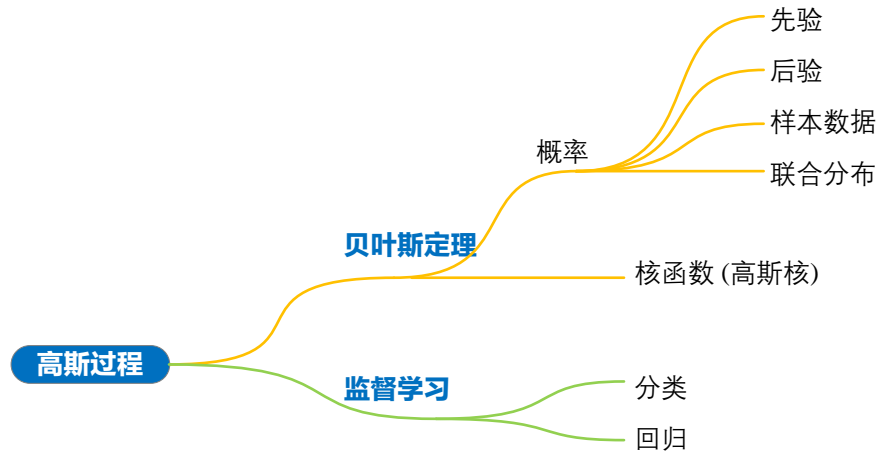 先验
后验
样本数据
联合分布
概率
贝叶斯定理
核函数 (高斯核)
高斯过程
监督学习
分类
回归